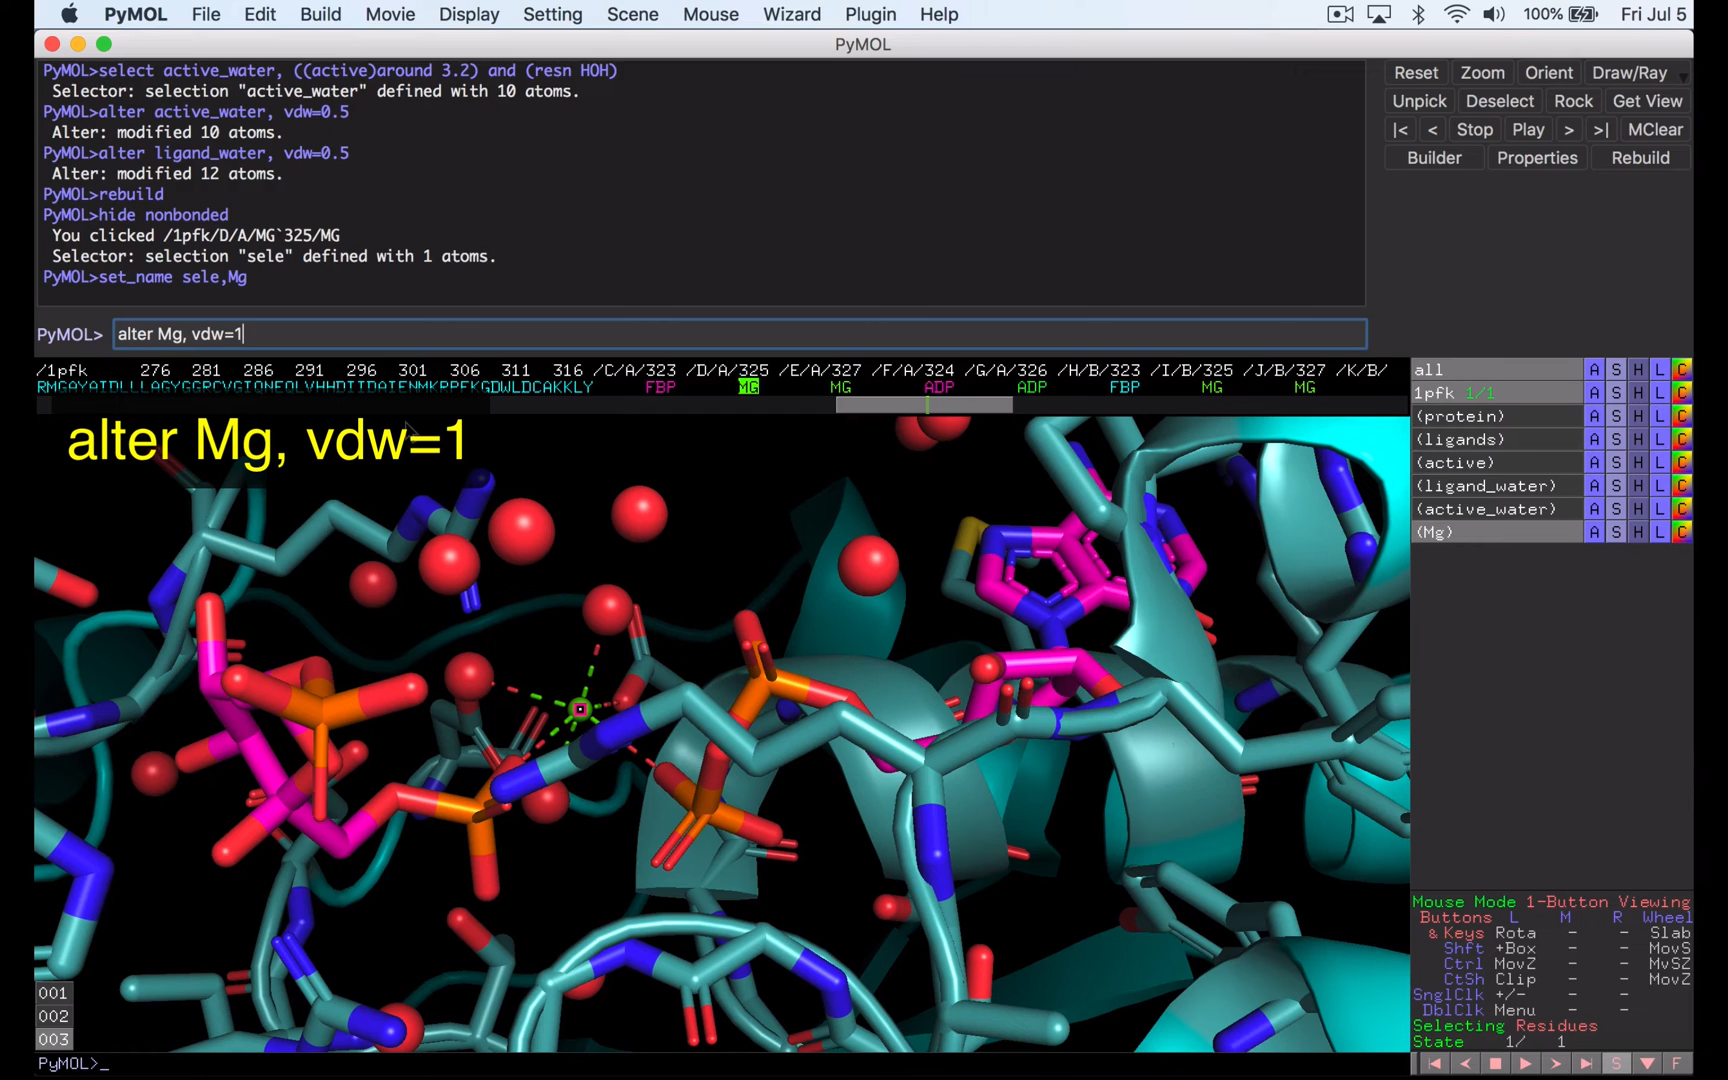 PyMOL File Edit Build Movie Display Setting Scene Mouse Wizard Plugin Help 100% Fri Jul 5
PyMOL
PyMOL>select active_water, ((active)around 3.2) and (resn HOH)
Selector: selection "active_water" defined with 10 atoms.
PyMOL>alter active_water, vdw=0.5
Alter: modified 10 atoms.
PyMOL>alter ligand_water, vdw=0.5
Alter: modified 12 atoms.
PyMOL>rebuild
PyMOL>hide nonbonded
You clicked /1pfk/D/A/MG`325/MG
Selector: selection "sele" defined with 1 atoms.
PyMOL>set_name sele,Mg
PyMOL> alter Mg, vdw=1
Reset Zoom Orient Draw/Ray
Unpick Deselect Rock Get View
|< < Stop Play > >| MClear
Builder Properties Rebuild
/1pfk 276 281 286 291 296 301 306 311 316 /C/A/323 /D/A/325 /E/A/327 /F/A/324 /G/A/326 /H/B/323 /I/B/325 /J/B/327 /K/B/
RMGAYAIDLLLAGYGGRCVGIQNEQLVHHDIIDAIENMKRPFKGDWLDCAKKLY FBP MG MG ADP ADP FBP MG MG
alter Mg, vdw=1
all A S H L C
1pfk 1/1 A S H L C
(protein) A S H L C
(ligands) A S H L C
(active) A S H L C
(ligand_water) A S H L C
(active_water) A S H L C
(Mg) A S H L C
Mouse Mode 1-Button Viewing
Buttons L M R Wheel
& Keys Rota — — Slab
Shft +Box — — MovS
Ctrl MovZ — — MvSZ
CtSh Clip — — MovZ
SnglClk +/- — —
DblClk Menu — —
Selecting Residues
State 1/ 1
001
002
003
PyMOL>_
S F